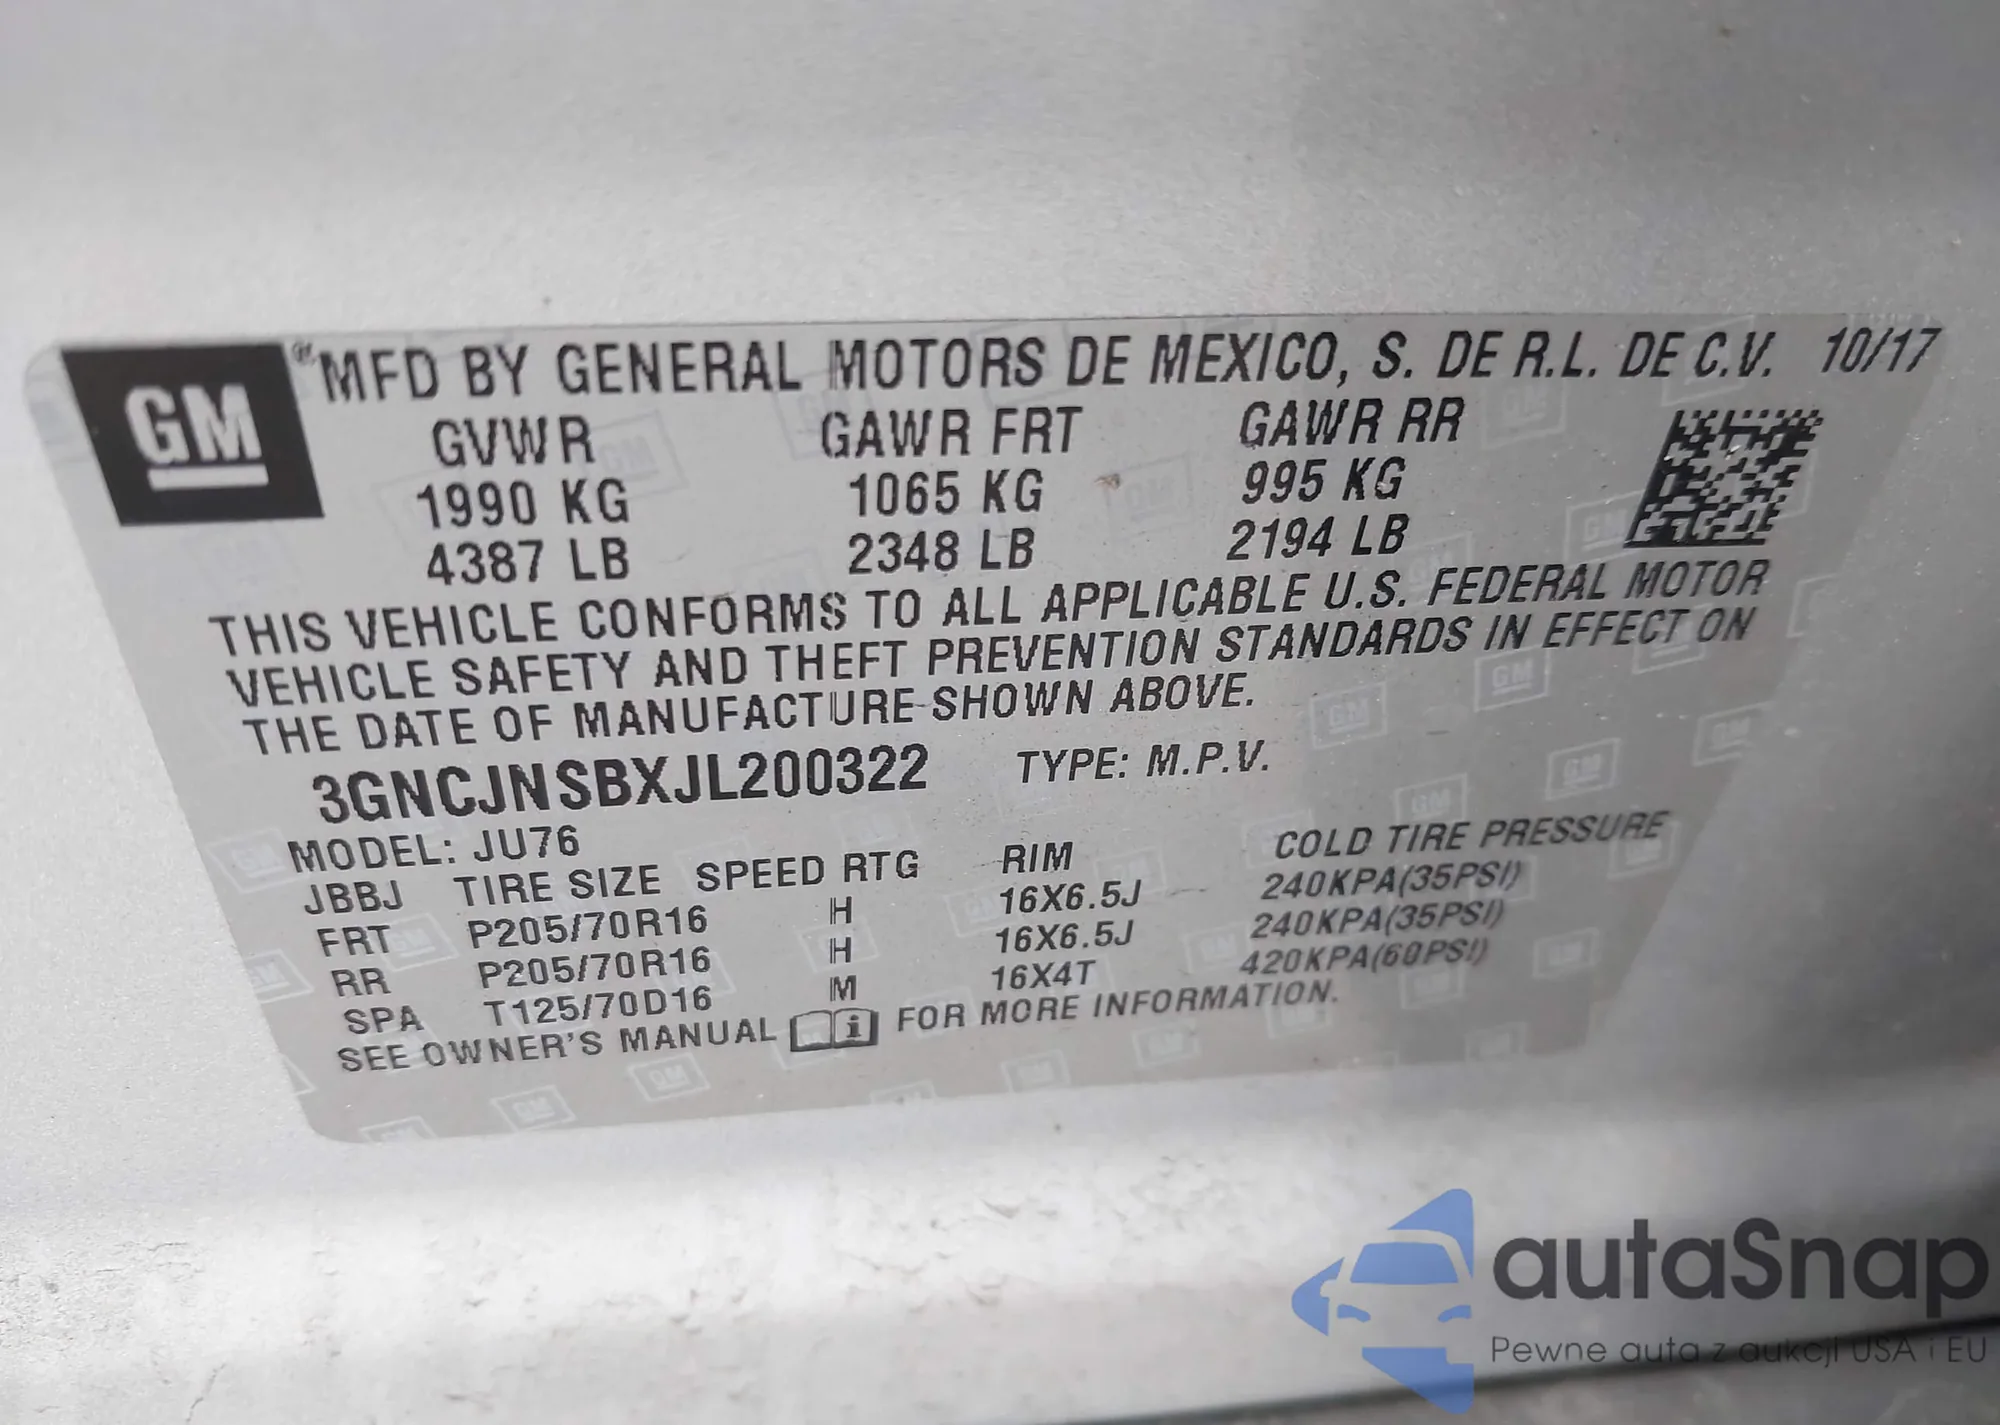 GM
MFD BY GENERAL MOTORS DE MEXICO, S. DE R.L. DE C.V. 10/17
GVWR GAWR FRT GAWR RR
1990 KG 1065 KG 995 KG
4387 LB 2348 LB 2194 LB
THIS VEHICLE CONFORMS TO ALL APPLICABLE U.S. FEDERAL MOTOR
VEHICLE SAFETY AND THEFT PREVENTION STANDARDS IN EFFECT ON
THE DATE OF MANUFACTURE SHOWN ABOVE.
3GNCJNSBXJL200322 TYPE: M.P.V.
MODEL: JU76
JBBJ TIRE SIZE SPEED RTG RIM COLD TIRE PRESSURE
FRT P205/70R16 H 16X6.5J 240KPA(35PSI)
RR P205/70R16 H 16X6.5J 240KPA(35PSI)
SPA T125/70D16 M 16X4T 420KPA(60PSI)
SEE OWNER'S MANUAL i FOR MORE INFORMATION.
autaSnap
Pewne auta z aukcji USA i EU